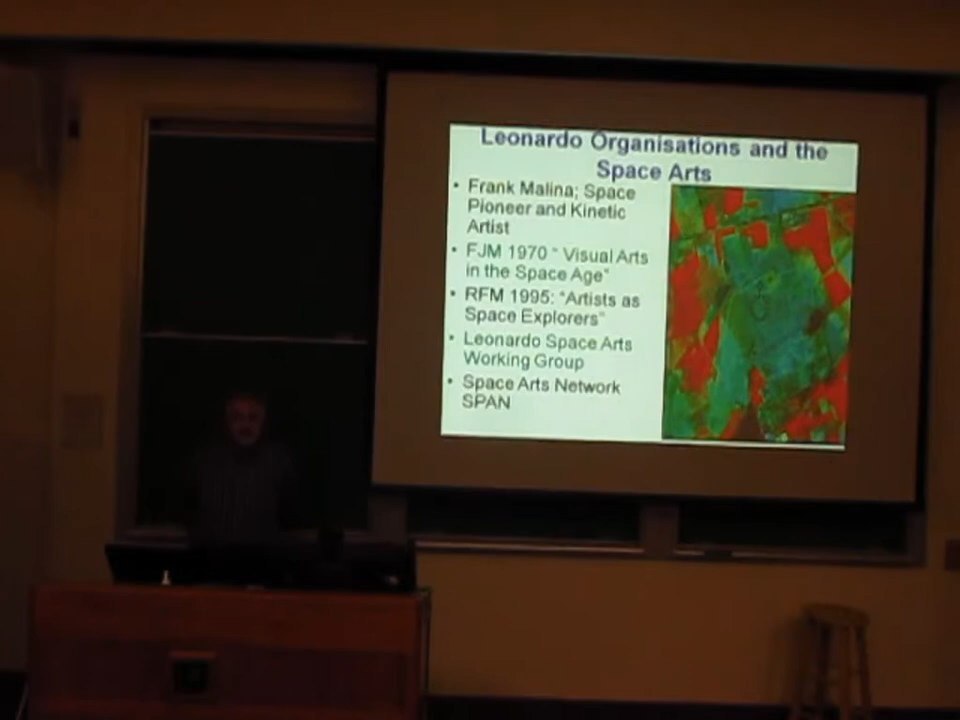 Leonardo Organisations and the
Space Arts
• Frank Malina; Space
Pioneer and Kinetic
Artist
• FJM 1970 " Visual Arts
in the Space Age"
• RFM 1995: "Artists as
Space Explorers"
• Leonardo Space Arts
Working Group
• Space Arts Network
SPAN